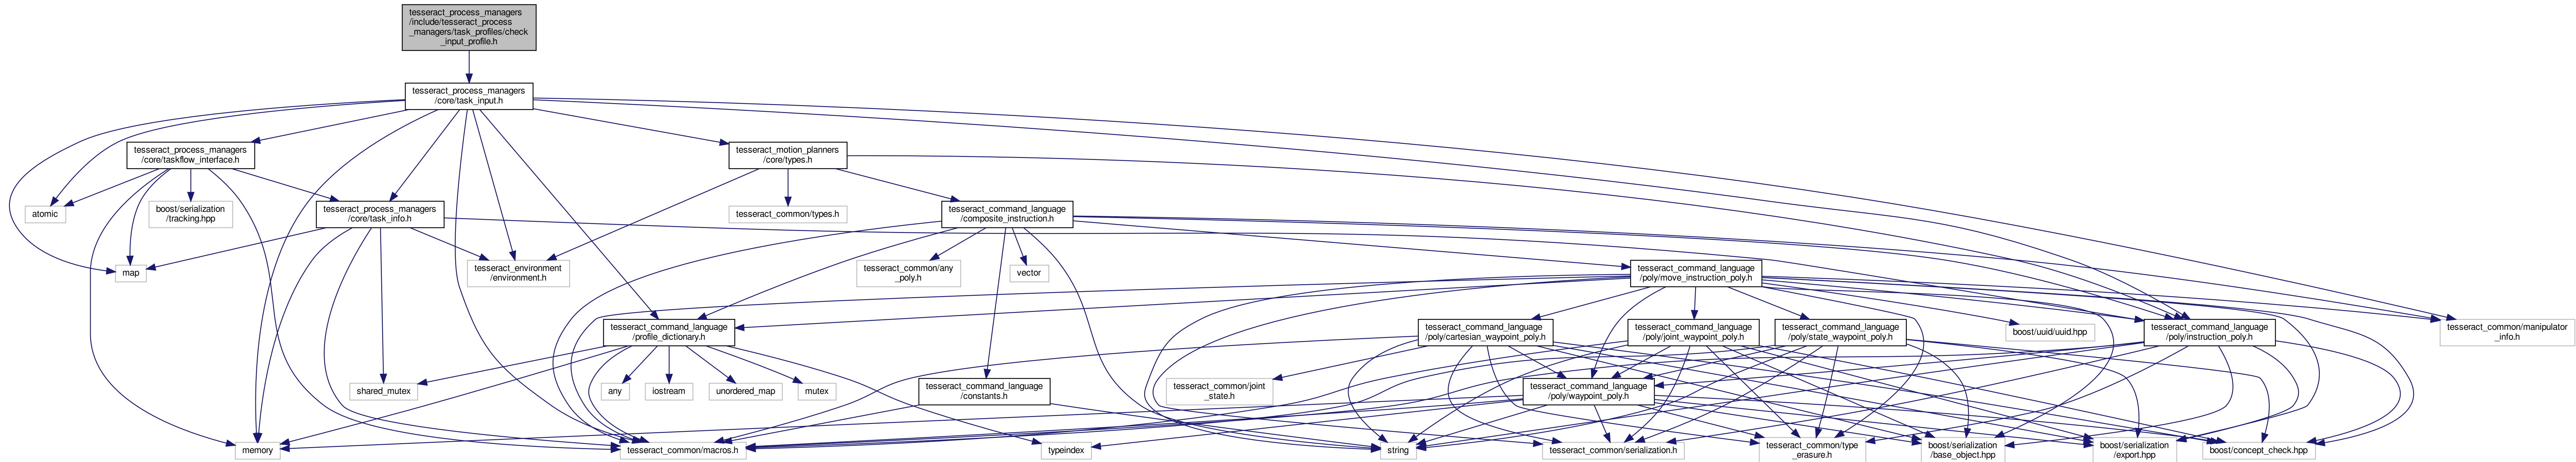 tesseract_process_managers
/include/tesseract_process
_managers/task_profiles/check
_input_profile.h
tesseract_process_managers
/core/task_input.h
tesseract_process_managers
/core/taskflow_interface.h
tesseract_motion_planners
/core/types.h
atomic
boost/serialization
/tracking.hpp
tesseract_process_managers
/core/task_info.h
tesseract_common/types.h
tesseract_command_language
/composite_instruction.h
map
tesseract_environment
/environment.h
tesseract_common/any
_poly.h
vector
tesseract_command_language
/poly/move_instruction_poly.h
tesseract_command_language
/profile_dictionary.h
tesseract_command_language
/poly/cartesian_waypoint_poly.h
tesseract_command_language
/poly/joint_waypoint_poly.h
tesseract_command_language
/poly/state_waypoint_poly.h
boost/uuid/uuid.hpp
tesseract_command_language
/poly/instruction_poly.h
tesseract_common/manipulator
_info.h
shared_mutex
any
iostream
unordered_map
mutex
tesseract_command_language
/constants.h
tesseract_common/joint
_state.h
tesseract_command_language
/poly/waypoint_poly.h
memory
tesseract_common/macros.h
typeindex
string
tesseract_common/serialization.h
tesseract_common/type
_erasure.h
boost/serialization
/base_object.hpp
boost/serialization
/export.hpp
boost/concept_check.hpp